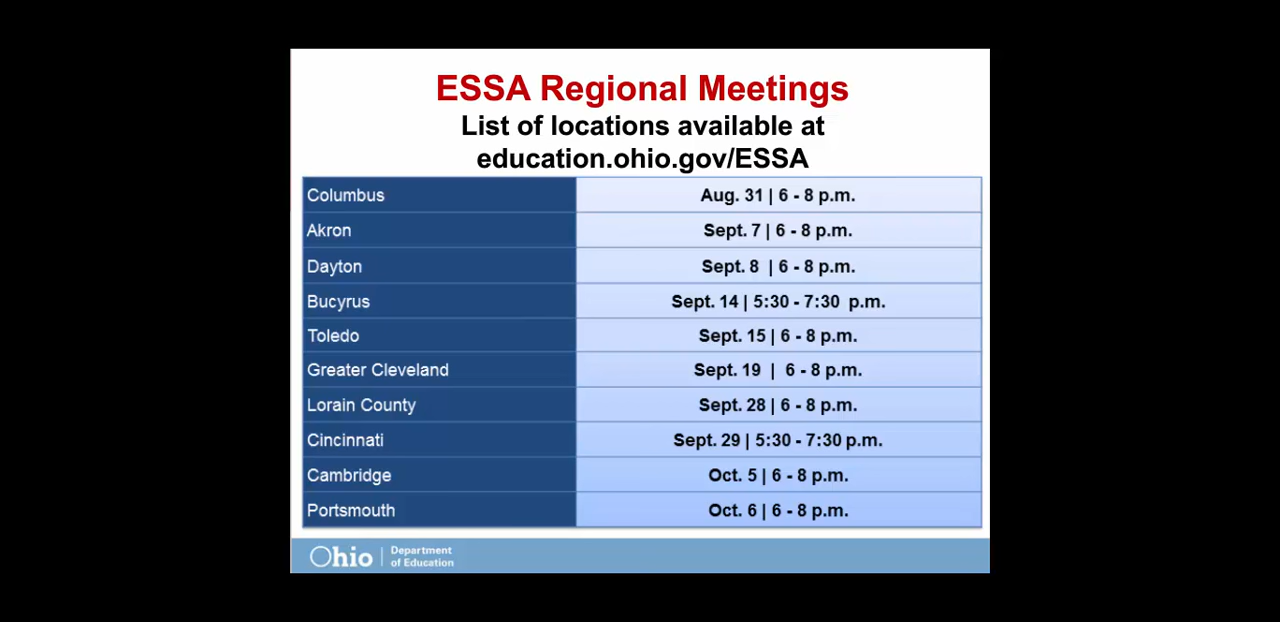 ESSA Regional Meetings
List of locations available at
education.ohio.gov/ESSA
Columbus Aug. 31 | 6 - 8 p.m.
Akron Sept. 7 | 6 - 8 p.m.
Dayton Sept. 8 | 6 - 8 p.m.
Bucyrus Sept. 14 | 5:30 - 7:30 p.m.
Toledo Sept. 15 | 6 - 8 p.m.
Greater Cleveland Sept. 19 | 6 - 8 p.m.
Lorain County Sept. 28 | 6 - 8 p.m.
Cincinnati Sept. 29 | 5:30 - 7:30 p.m.
Cambridge Oct. 5 | 6 - 8 p.m.
Portsmouth Oct. 6 | 6 - 8 p.m.
Ohio | Department
of Education